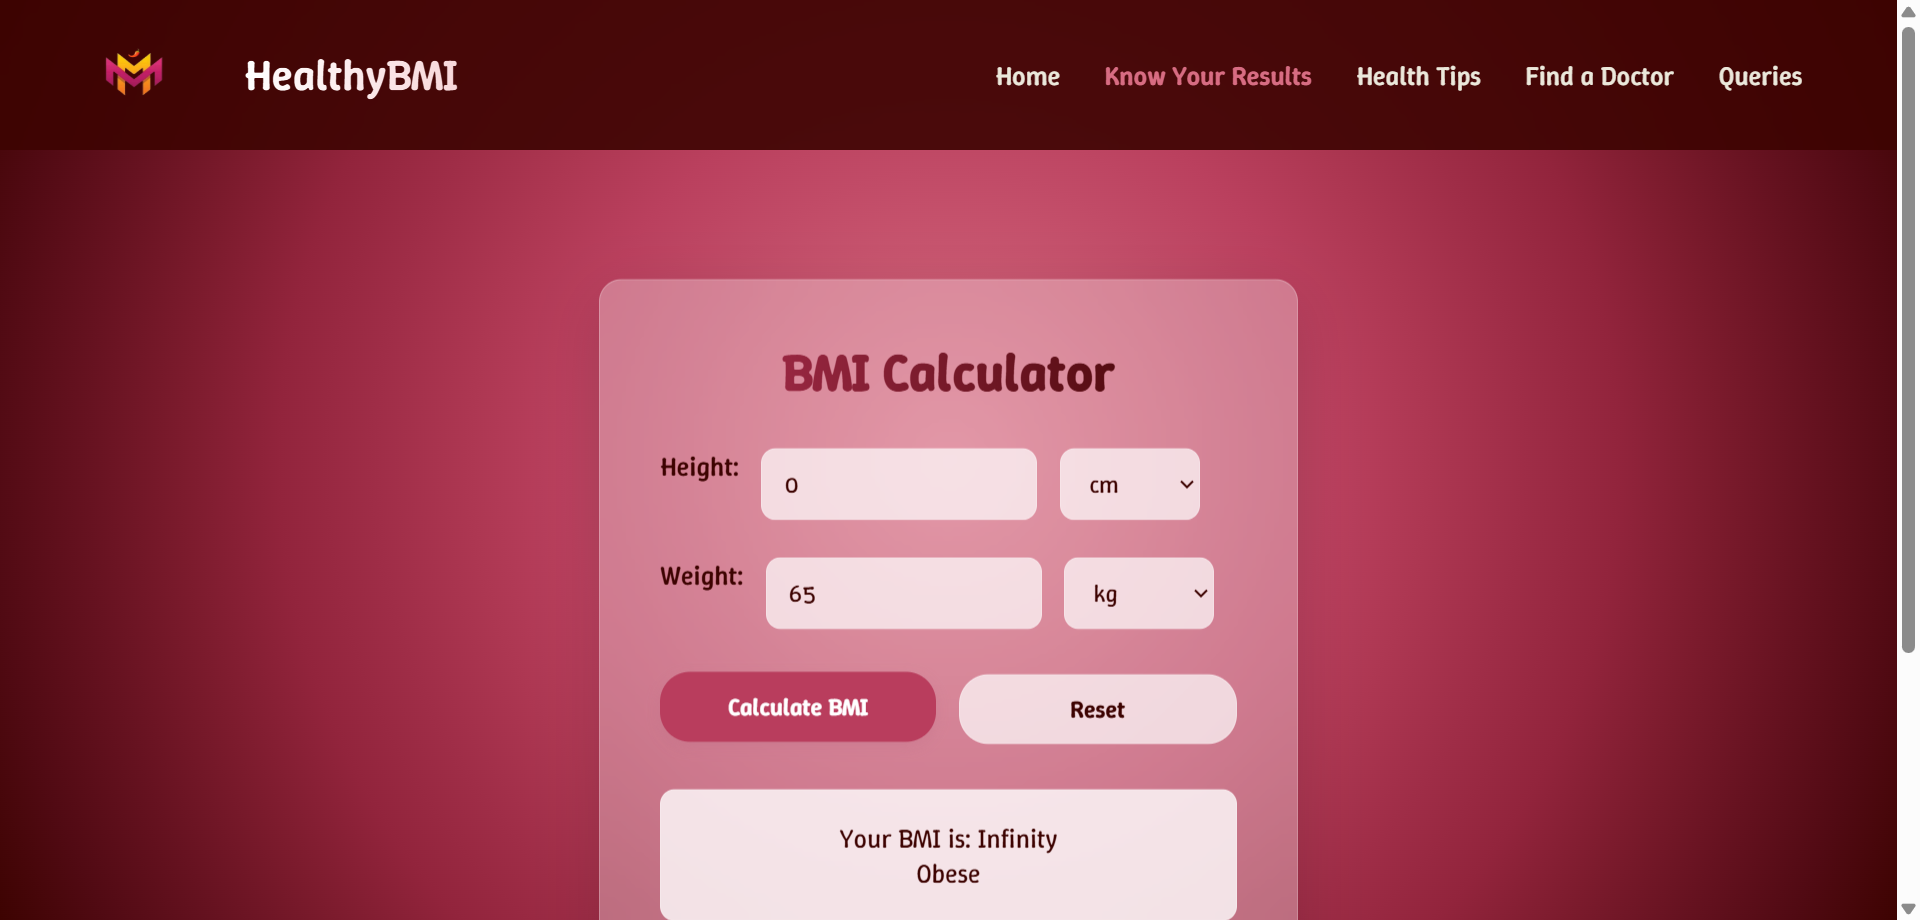 HealthyBMI
Home Know Your Results Health Tips Find a Doctor Queries
BMI Calculator
Height: 0 cm
Weight: 65 kg
Calculate BMI Reset
Your BMI is: Infinity
Obese